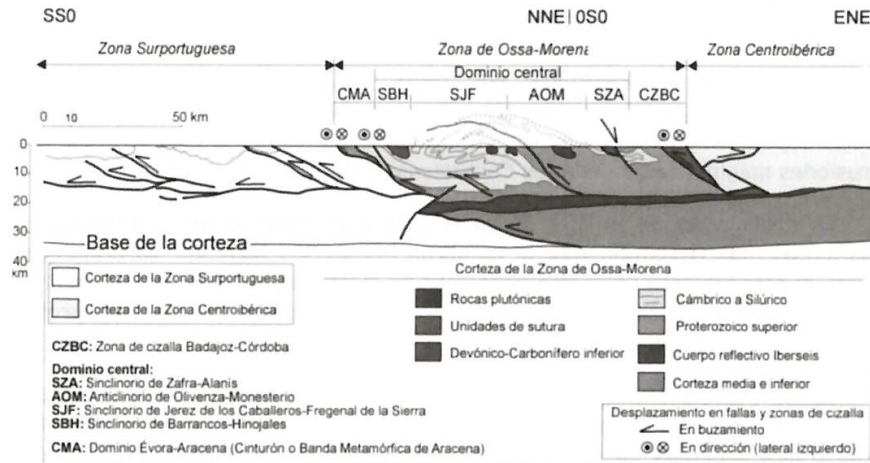 SSO NNE | OSO ENE
Zona Surportuguesa Zona de Ossa-Morena Zona Centroibérica
Dominio central
CMA SBH SJF AOM SZA CZBC
0 10 50 km
0
10
20
30
40
km
Base de la corteza
Corteza de la Zona Surportuguesa
Corteza de la Zona Centroibérica
CZBC: Zona de cizalla Badajoz-Córdoba
Dominio central:
SZA: Sinclinorio de Zafra-Alanís
AOM: Anticlinorio de Olivenza-Monesterio
SJF: Sinclinorio de Jerez de los Caballeros-Fregenal de la Sierra
SBH: Sinclinorio de Barrancos-Hinojales
CMA: Dominio Évora-Aracena (Cinturón o Banda Metamórfica de Aracena)
Corteza de la Zona de Ossa-Morena
Rocas plutónicas
Unidades de sutura
Devónico-Carbonífero inferior
Cámbrico a Silúrico
Proterozoico superior
Cuerpo reflectivo Iberseis
Corteza media e inferior
Desplazamiento en fallas y zonas de cizalla
En buzamiento
En dirección (lateral izquierdo)